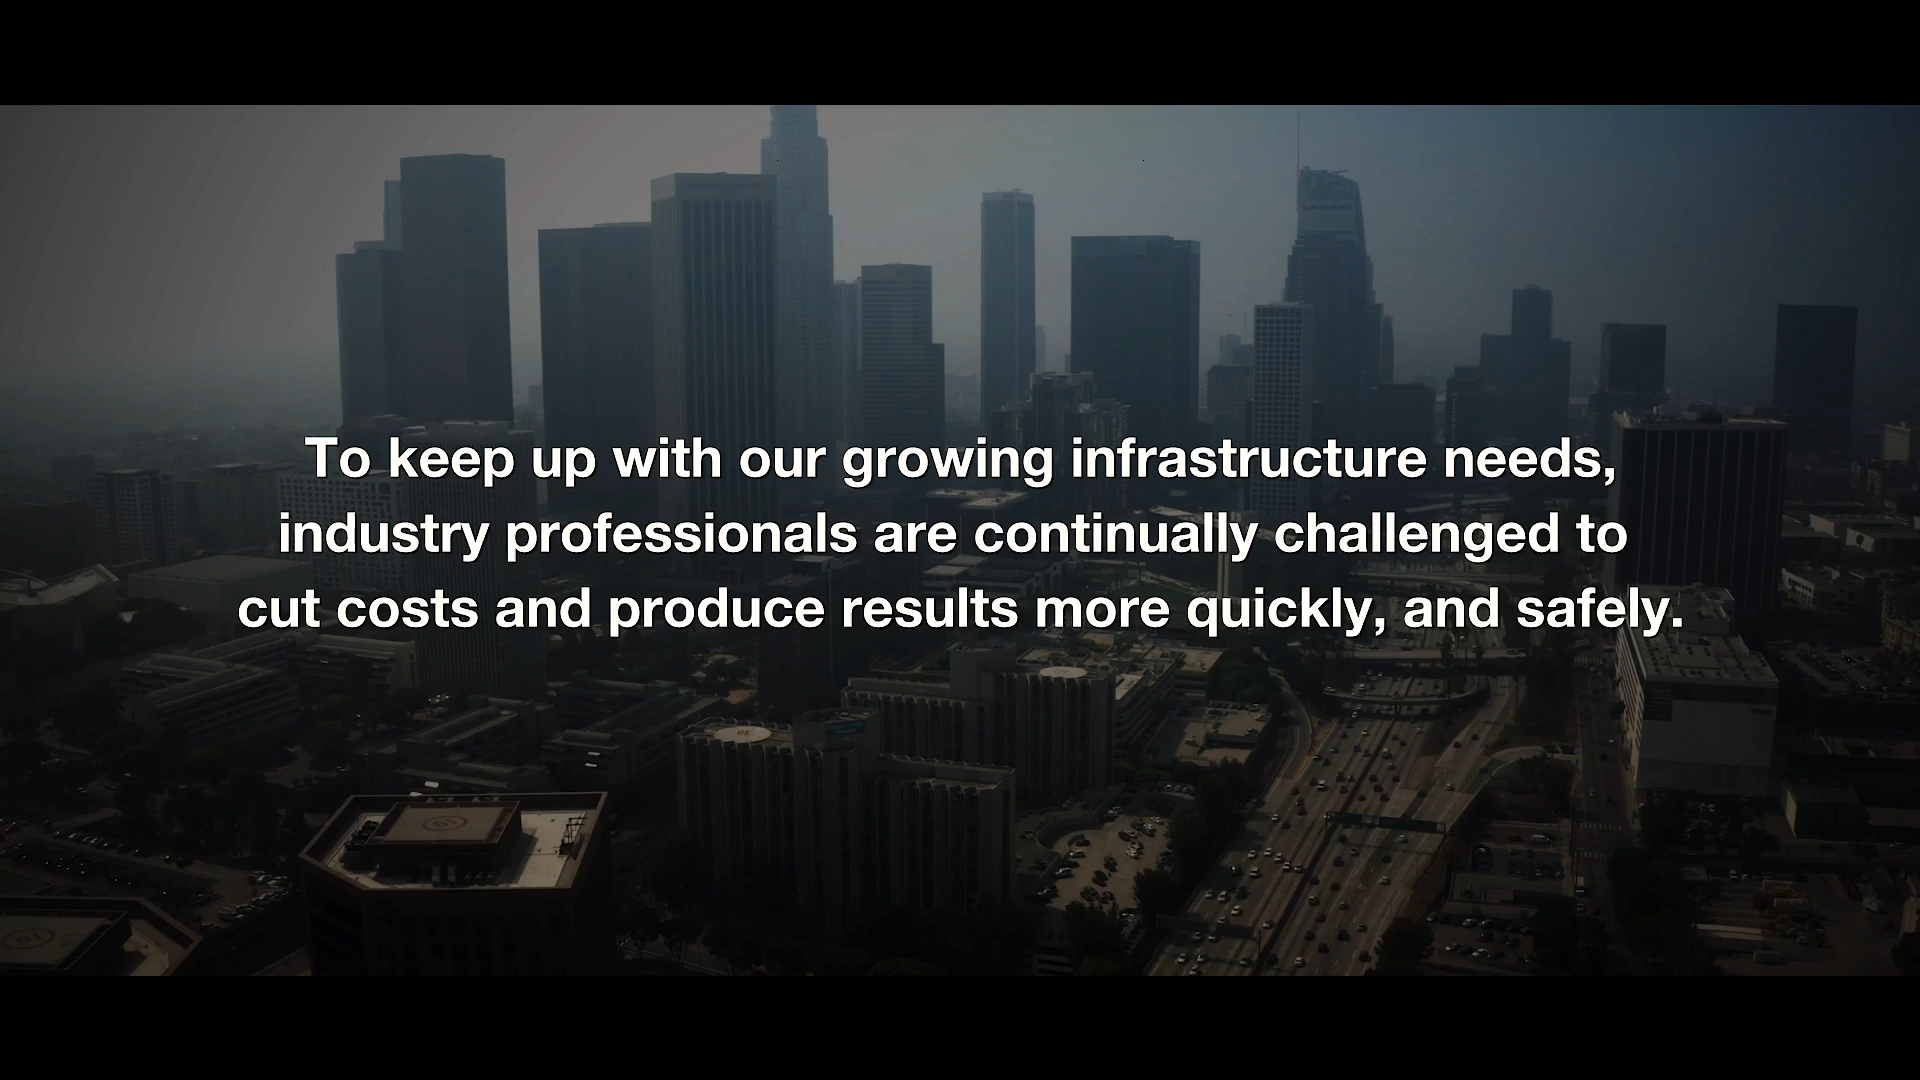 To keep up with our growing infrastructure needs,
industry professionals are continually challenged to
cut costs and produce results more quickly, and safely.